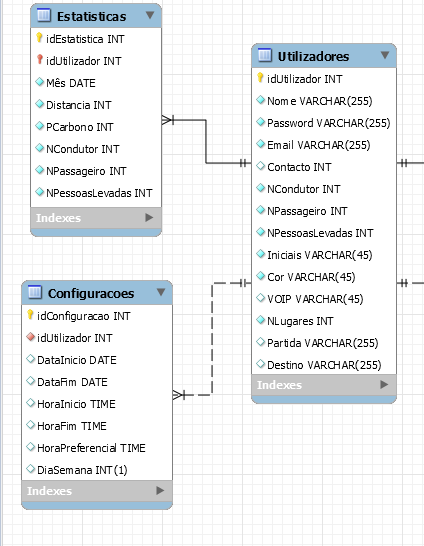 Estatisticas
idEstatistica INT
idUtilizador INT
Mês DATE
Distancia INT
PCarbono INT
NCondutor INT
NPassageiro INT
NPessoasLevadas INT
Indexes
Utilizadores
idUtilizador INT
Nome VARCHAR(255)
Password VARCHAR(255)
Email VARCHAR(255)
Contacto INT
NCondutor INT
NPassageiro INT
NPessoasLevadas INT
Iniciais VARCHAR(45)
Cor VARCHAR(45)
VOIP VARCHAR(45)
NLugares INT
Partida VARCHAR(255)
Destino VARCHAR(255)
Indexes
Configuracoes
idConfiguracao INT
idUtilizador INT
DataInicio DATE
DataFim DATE
HoraInicio TIME
HoraFim TIME
HoraPreferencial TIME
DiaSemana INT(1)
Indexes